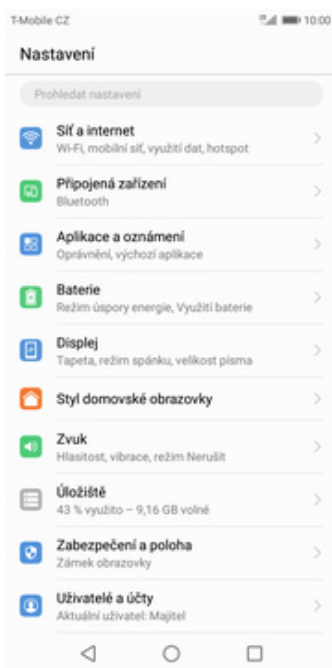 T-Mobile CZ 10:00
Nastavení
Prohledat nastavení
Síť a internet
Wi-Fi, mobilní síť, využití dat, hotspot
Připojená zařízení
Bluetooth
Aplikace a oznámení
Oprávnění, výchozí aplikace
Baterie
Režim úspory energie, Využití baterie
Displej
Tapeta, režim spánku, velikost písma
Styl domovské obrazovky
Zvuk
Hlasitost, vibrace, režim Nerušit
Úložiště
43 % využito – 9,16 GB volné
Zabezpečení a poloha
Zámek obrazovky
Uživatelé a účty
Aktuální uživatel: Majitel